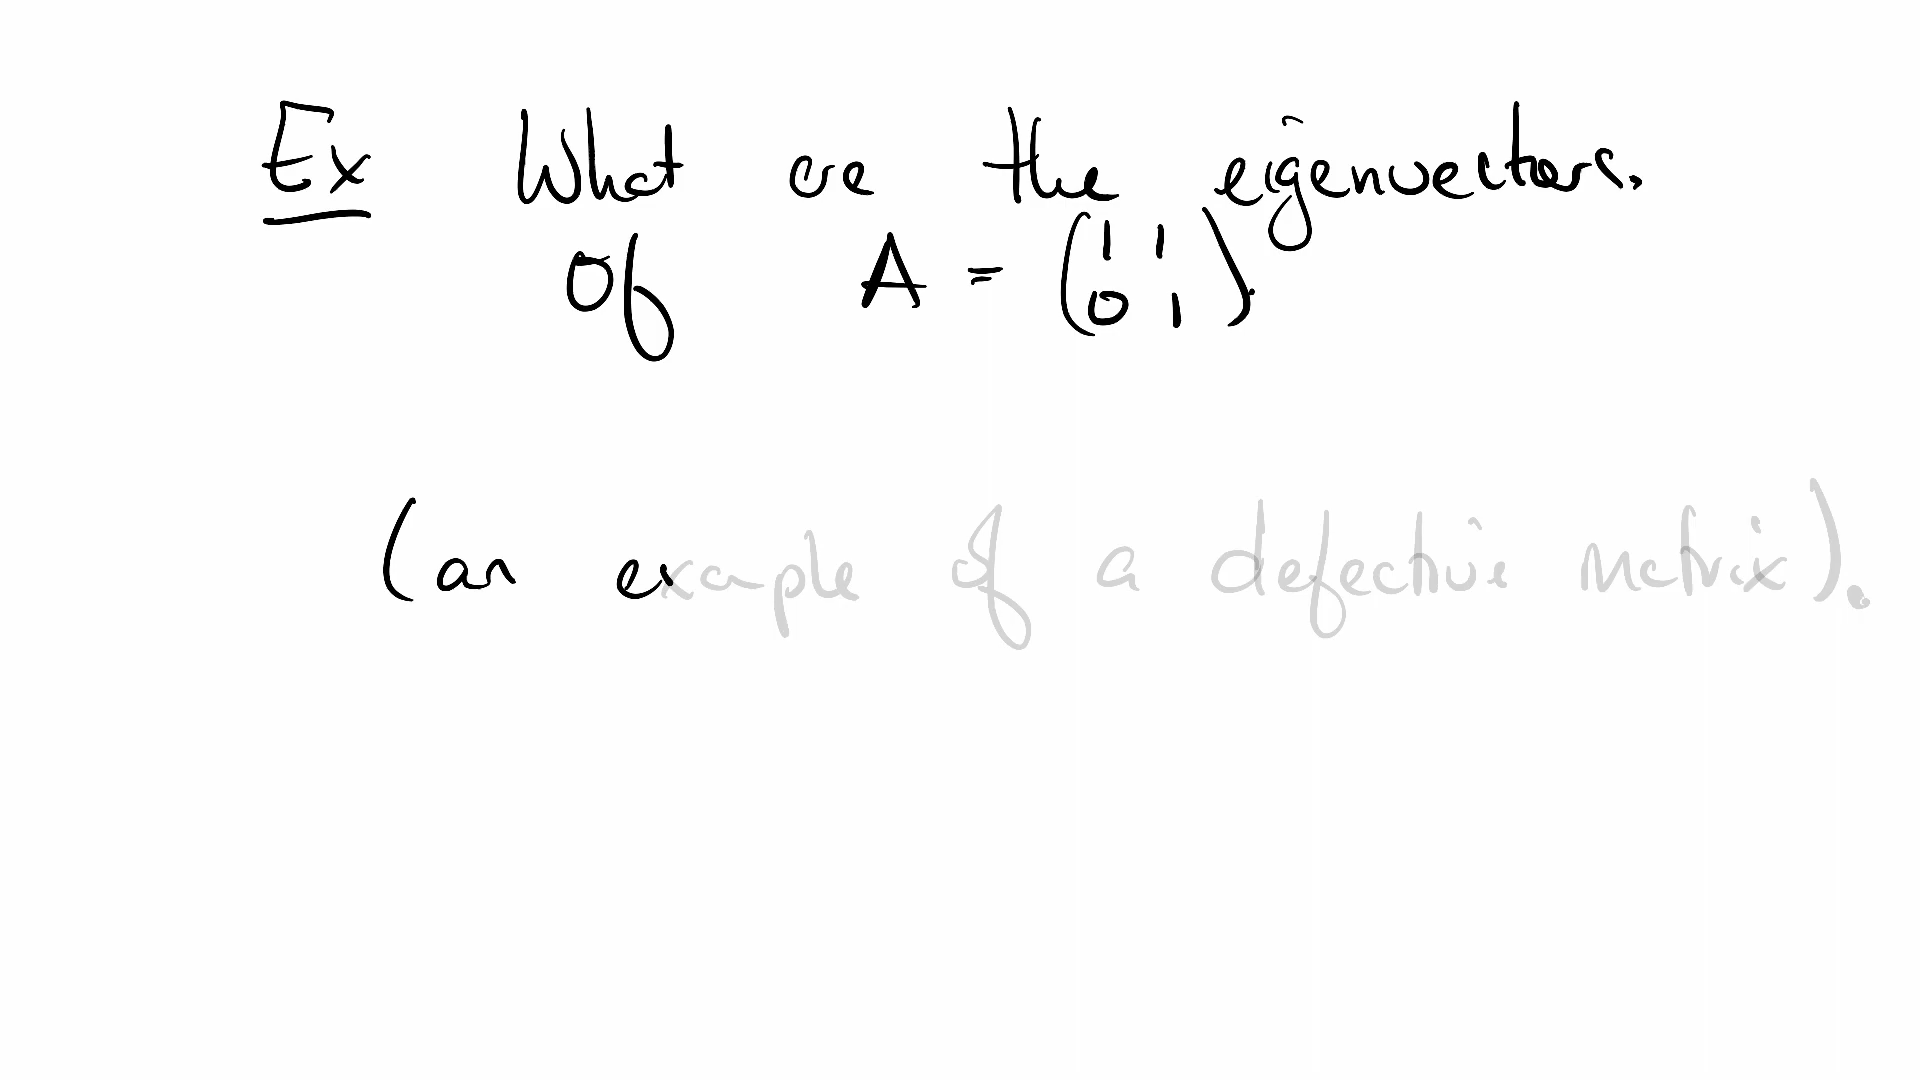 Ex What are the eigenvectors.
of A = (1 1
0 1).
(an example of a defective matrix).